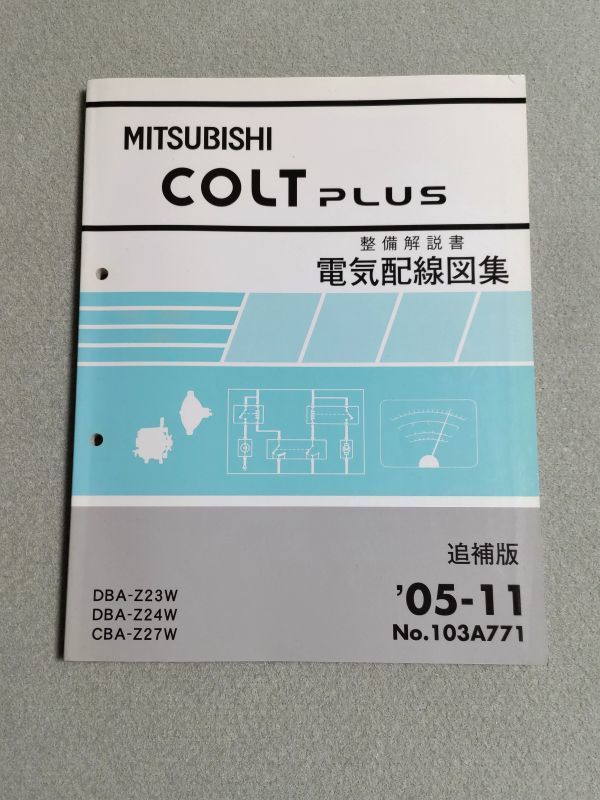 MITSUBISHI
COLT PLUS
整備解説書
電気配線図集
追補版
DBA-Z23W
DBA-Z24W
CBA-Z27W
'05-11
No.103A771